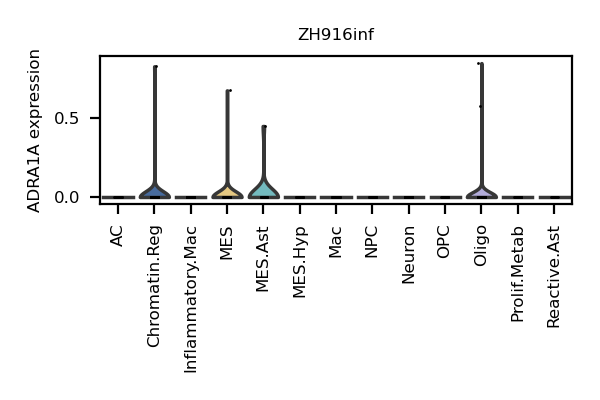 ZH916inf
ADRA1A expression
0.5
0.0
AC
Chromatin.Reg
Inflammatory.Mac
MES
MES.Ast
MES.Hyp
Mac
NPC
Neuron
OPC
Oligo
Prolif.Metab
Reactive.Ast